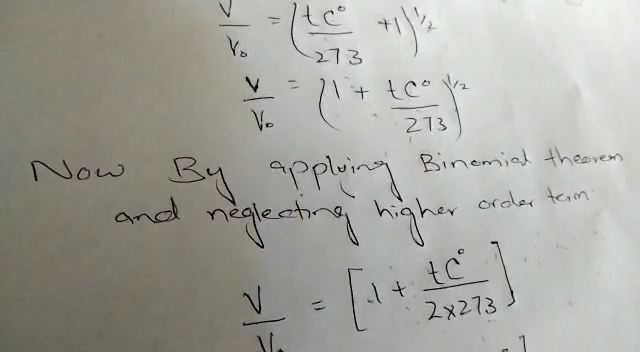 V/V₀ = (tC°/273 + 1)^1/2
V/V₀ = (1 + tC°/273)^1/2
Now By applying Binomial theorem
and neglecting higher order term.
V/V₀ = [1 + tC°/2×273]